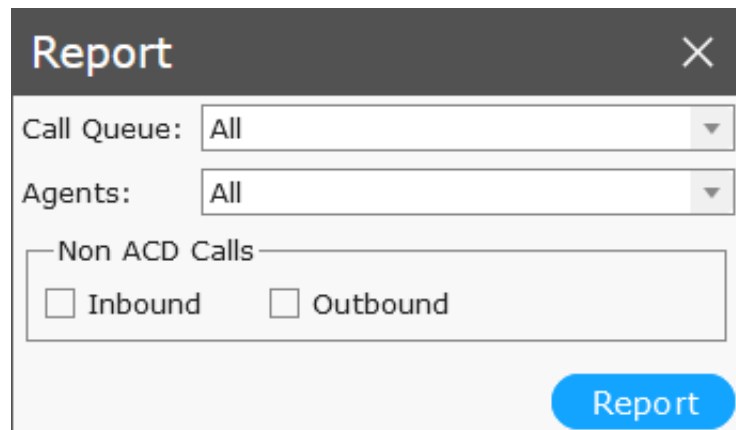 Report
Call Queue: All
Agents: All
Non ACD Calls
Inbound Outbound
Report